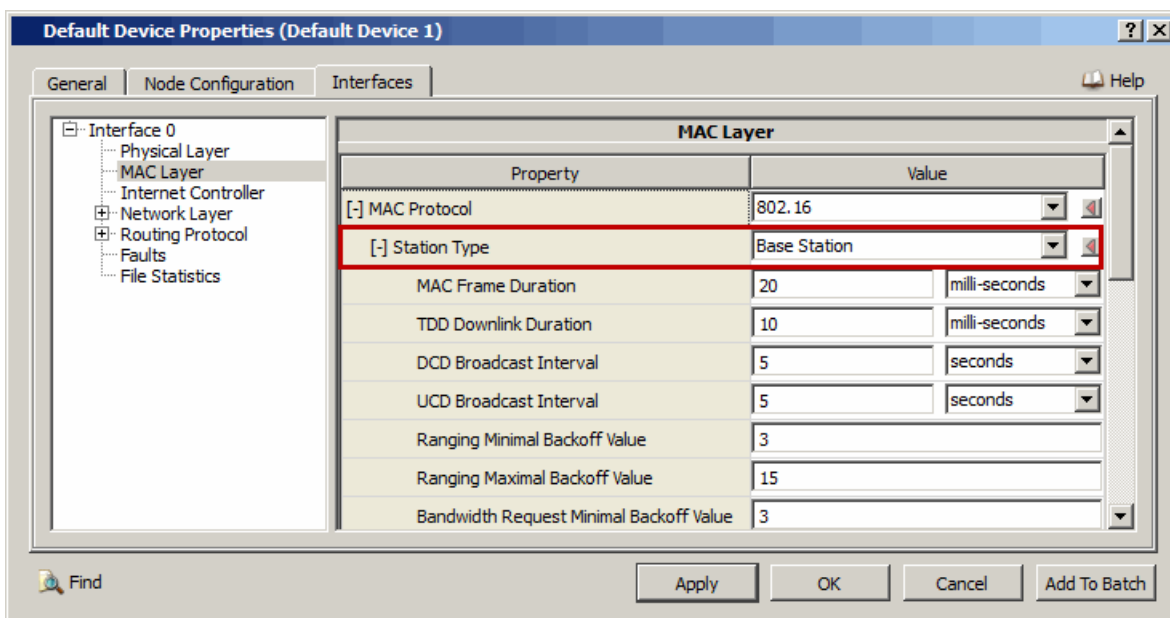 Default Device Properties (Default Device 1)
General Node Configuration Interfaces Help
Interface 0
Physical Layer
MAC Layer
Internet Controller
Network Layer
Routing Protocol
Faults
File Statistics
MAC Layer
Property Value
[-] MAC Protocol 802.16
[-] Station Type Base Station
MAC Frame Duration 20 milli-seconds
TDD Downlink Duration 10 milli-seconds
DCD Broadcast Interval 5 seconds
UCD Broadcast Interval 5 seconds
Ranging Minimal Backoff Value 3
Ranging Maximal Backoff Value 15
Bandwidth Request Minimal Backoff Value 3
Find Apply OK Cancel Add To Batch